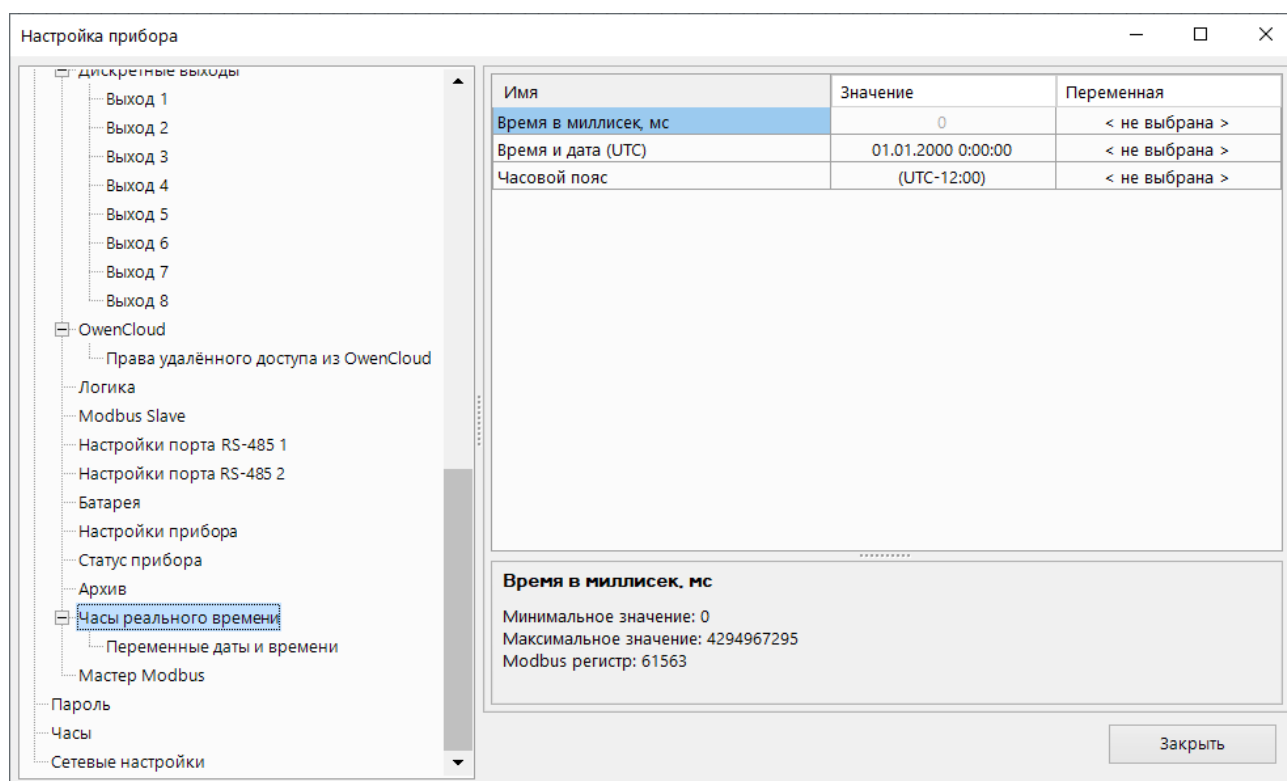 Настройка прибора
Дискретные выходы
Выход 1
Выход 2
Выход 3
Выход 4
Выход 5
Выход 6
Выход 7
Выход 8
OwenCloud
Права удалённого доступа из OwenCloud
Логика
Modbus Slave
Настройки порта RS-485 1
Настройки порта RS-485 2
Батарея
Настройки прибора
Статус прибора
Архив
Часы реального времени
Переменные даты и времени
Мастер Modbus
Пароль
Часы
Сетевые настройки
Имя Значение Переменная
Время в миллисек, мс 0 < не выбрана >
Время и дата (UTC) 01.01.2000 0:00:00 < не выбрана >
Часовой пояс (UTC-12:00) < не выбрана >
Время в миллисек, мс
Минимальное значение: 0
Максимальное значение: 4294967295
Modbus регистр: 61563
Закрыть